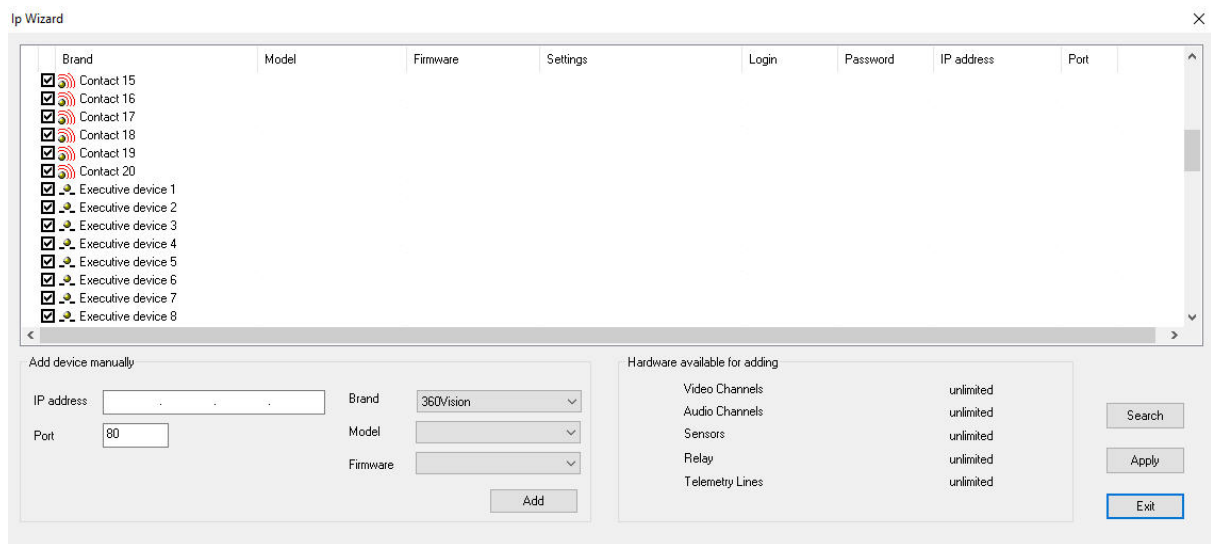 Ip Wizard
Brand Model Firmware Settings Login Password IP address Port
Contact 15
Contact 16
Contact 17
Contact 18
Contact 19
Contact 20
Executive device 1
Executive device 2
Executive device 3
Executive device 4
Executive device 5
Executive device 6
Executive device 7
Executive device 8
Add device manually
IP address . . .
Port 80
Brand 360Vision
Model
Firmware
Add
Hardware available for adding
Video Channels unlimited
Audio Channels unlimited
Sensors unlimited
Relay unlimited
Telemetry Lines unlimited
Search
Apply
Exit